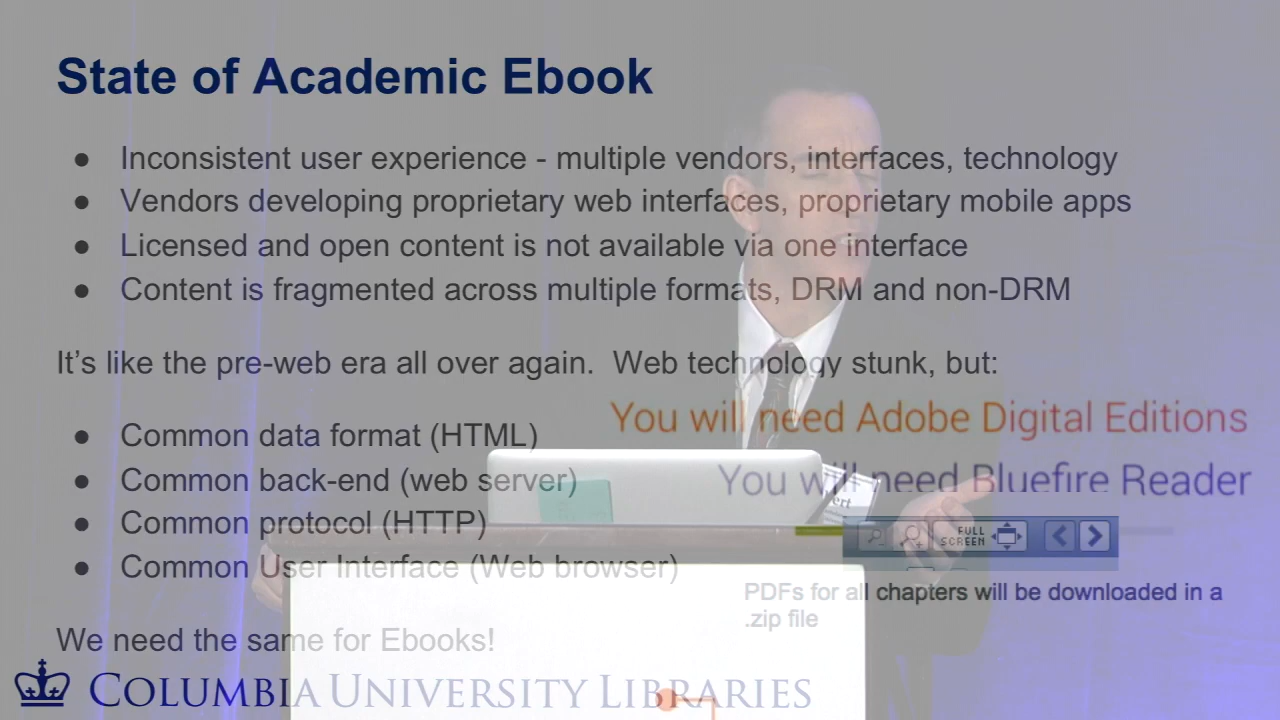 State of Academic Ebook
● Inconsistent user experience - multiple vendors, interfaces, technology
● Vendors developing proprietary web interfaces, proprietary mobile apps
● Licensed and open content is not available via one interface
● Content is fragmented across multiple formats, DRM and non-DRM
It's like the pre-web era all over again.  Web technology stunk, but:
You will need Adobe Digital Editions
● Common data format (HTML)
● Common back-end (web server)
You will need Bluefire Reader
● Common protocol (HTTP)
FULL
SCREEN
● Common User Interface (Web browser)
PDFs for all chapters will be downloaded in a
.zip file
We need the same for Ebooks!
COLUMBIA UNIVERSITY LIBRARIES